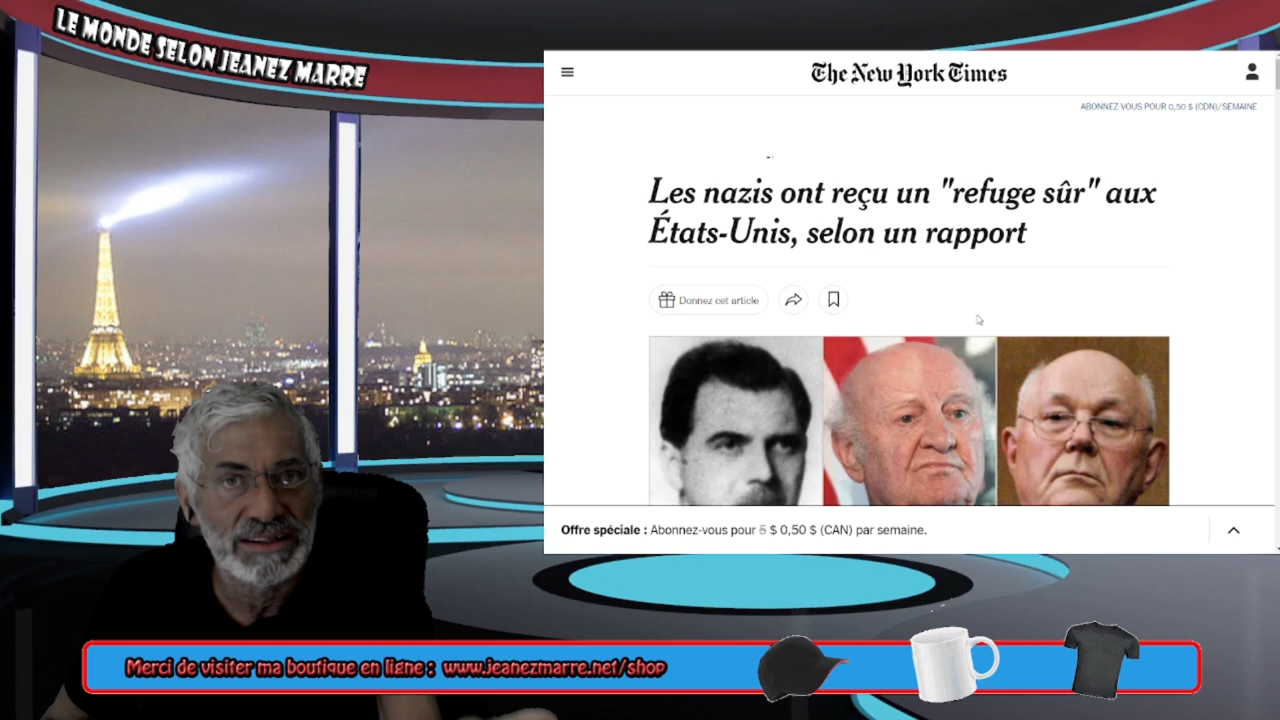 LE MONDE SELON JEANEZ MARRE
The New York Times
ABONNEZ-VOUS POUR 0,50 $ (CDN)/SEMAINE
Les nazis ont reçu un "refuge sûr" aux
États-Unis, selon un rapport
Donnez cet article
Offre spéciale : Abonnez-vous pour 5 $ 0,50 $ (CAN) par semaine.
Merci de visiter ma boutique en ligne : www.jeanezmarre.net/shop